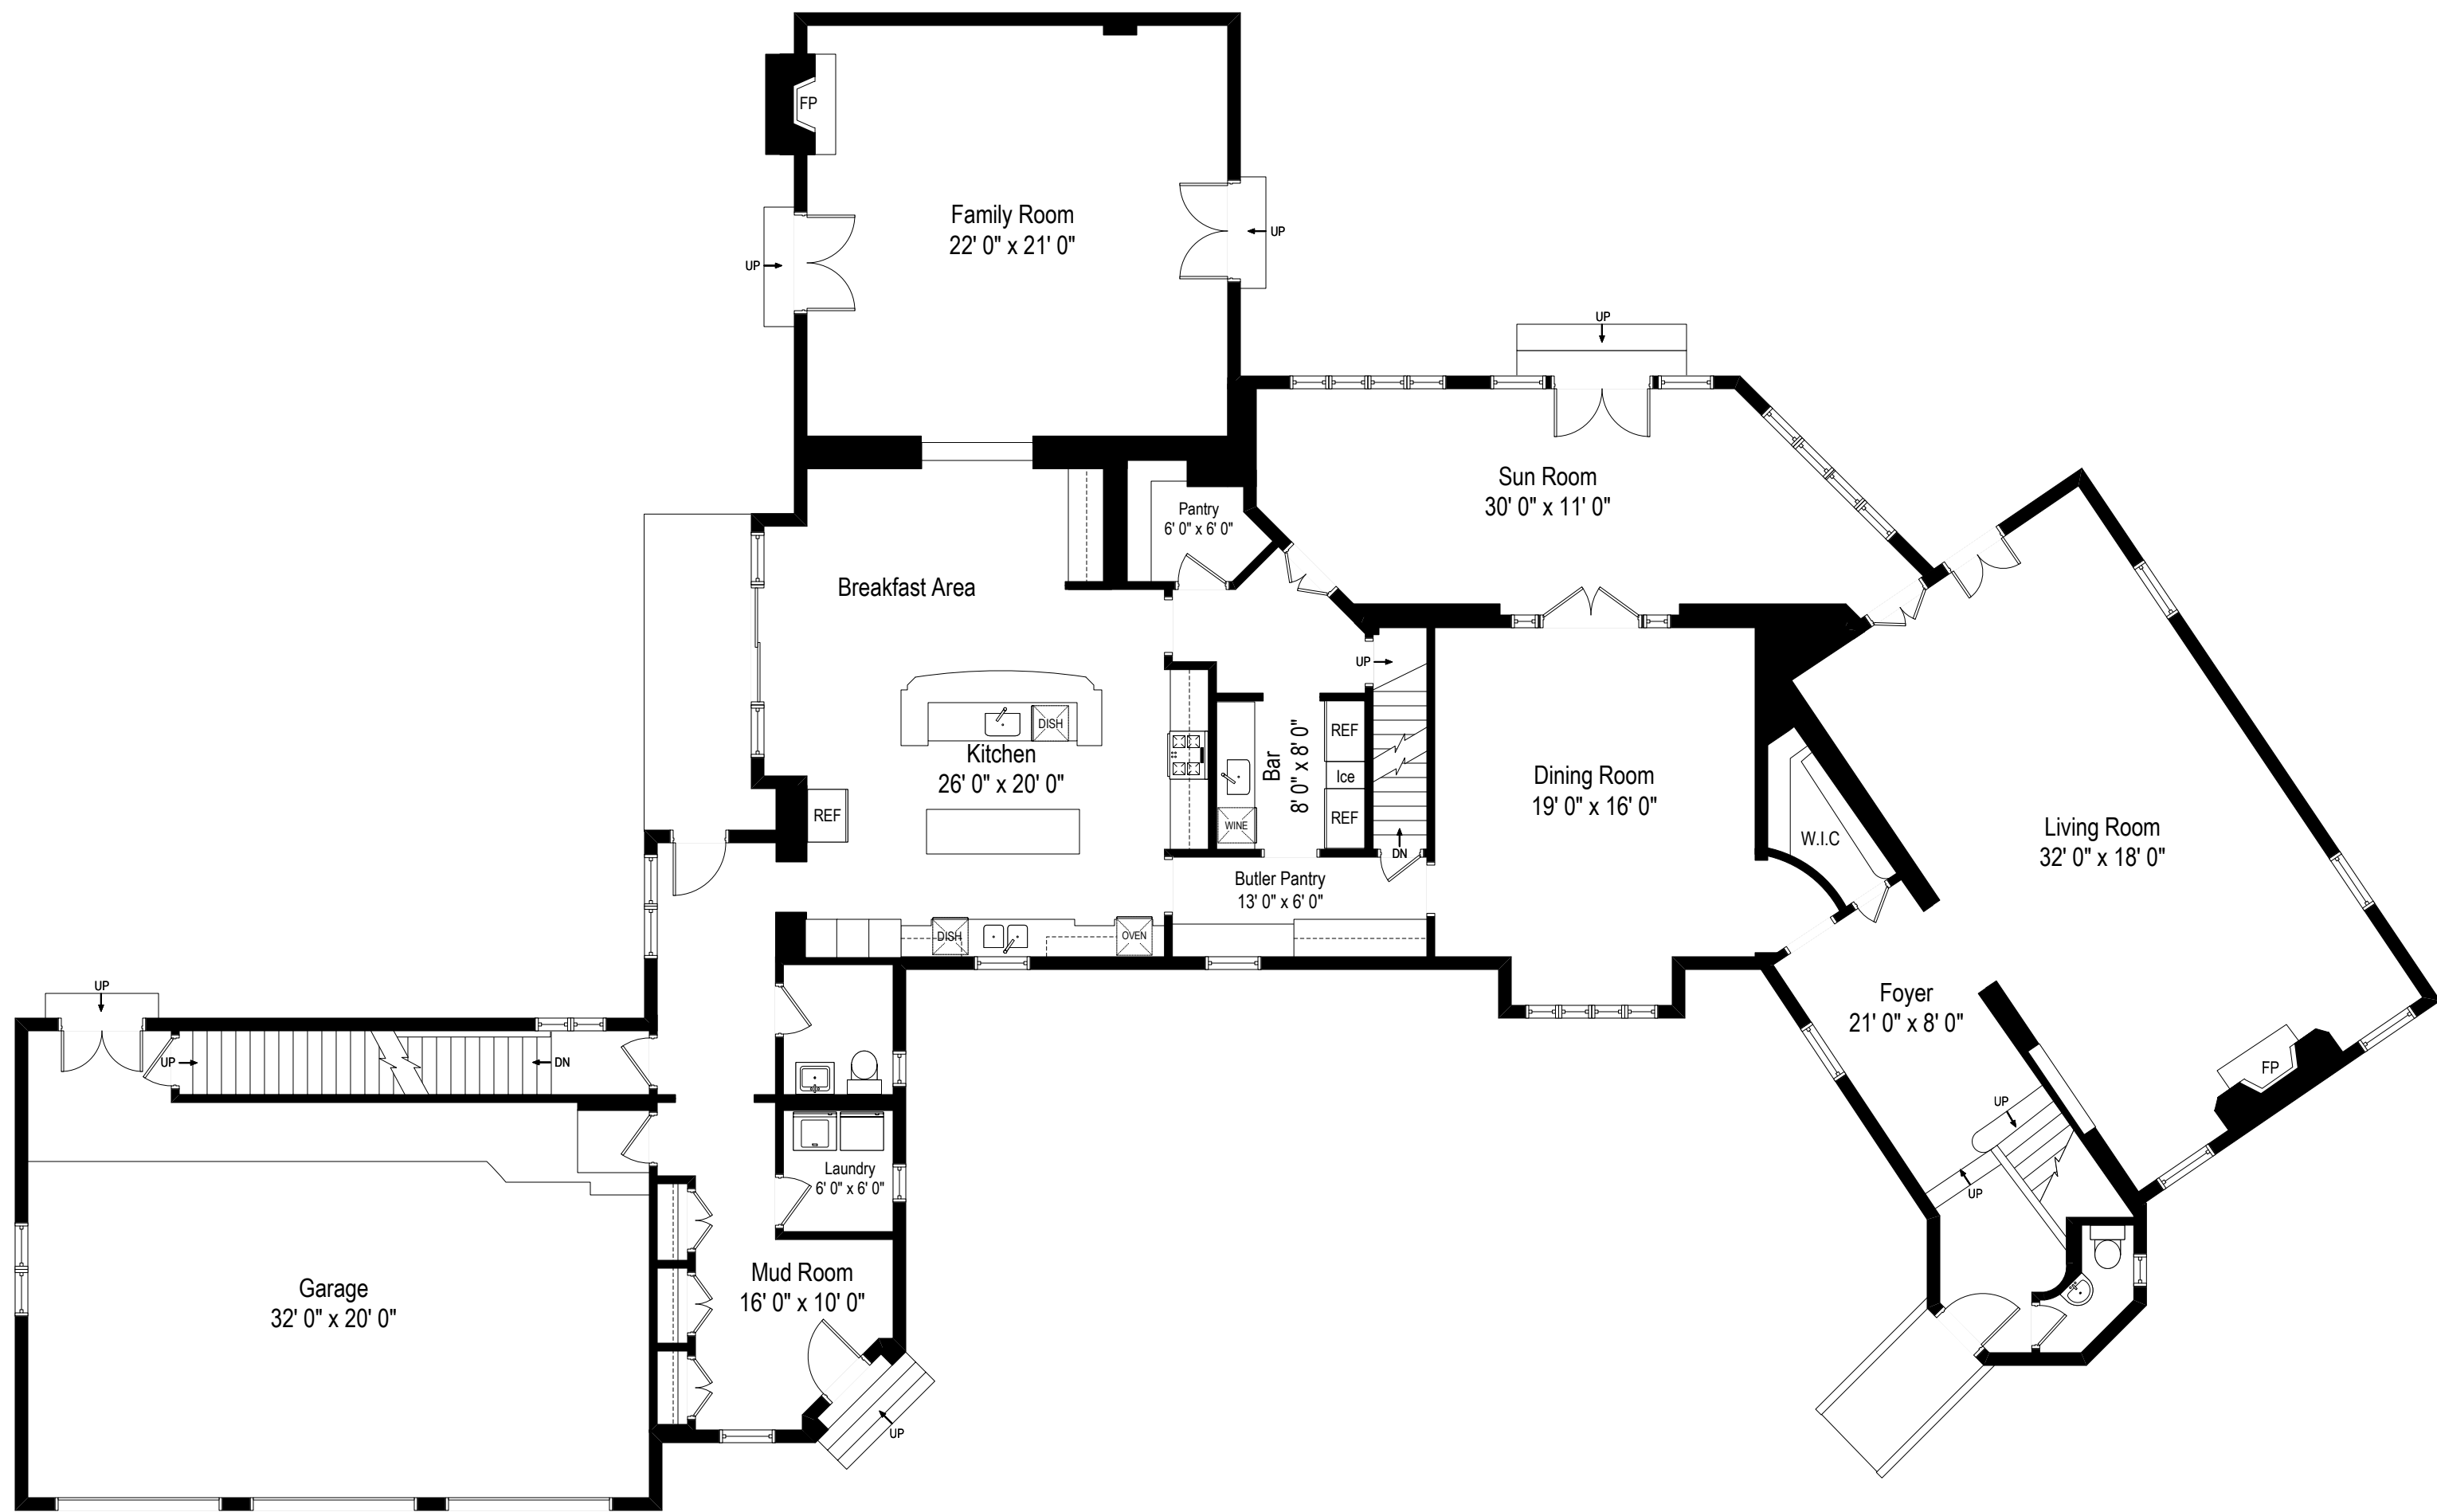 FP
Family Room
22' 0" x 21' 0"
UP
UP
UP
Sun Room
30' 0" x 11' 0"
Pantry
6' 0" x 6' 0"
Breakfast Area
UP
DISH
Kitchen
26' 0" x 20' 0"
REF
Bar
8' 0" x 8' 0"
REF
Ice
REF
WINE
DN
Dining Room
19' 0" x 16' 0"
W.I.C
Living Room
32' 0" x 18' 0"
Butler Pantry
13' 0" x 6' 0"
DISH
OVEN
UP
Foyer
21' 0" x 8' 0"
UP
DN
FP
UP
UP
Laundry
6' 0" x 6' 0"
Mud Room
16' 0" x 10' 0"
Garage
32' 0" x 20' 0"
UP